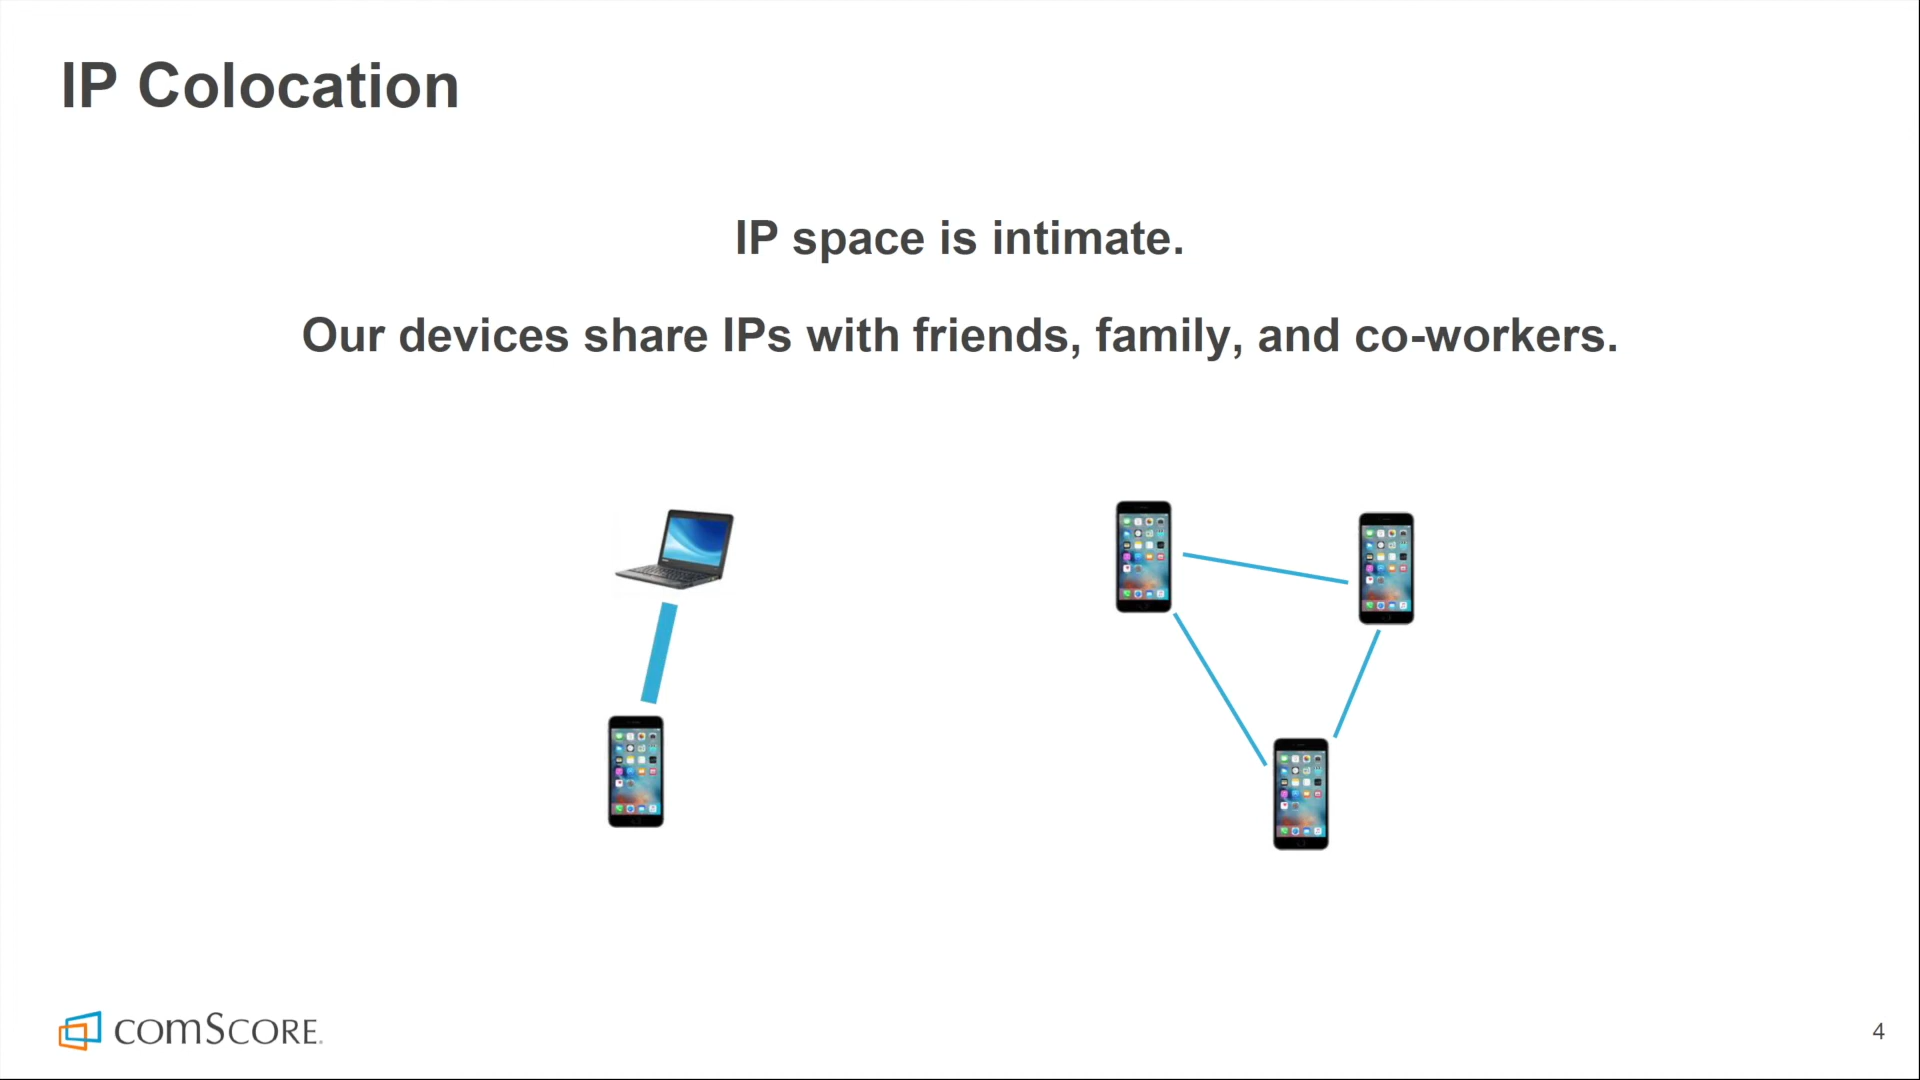 IP Colocation
IP space is intimate.
Our devices share IPs with friends, family, and co-workers.
comScore.
4